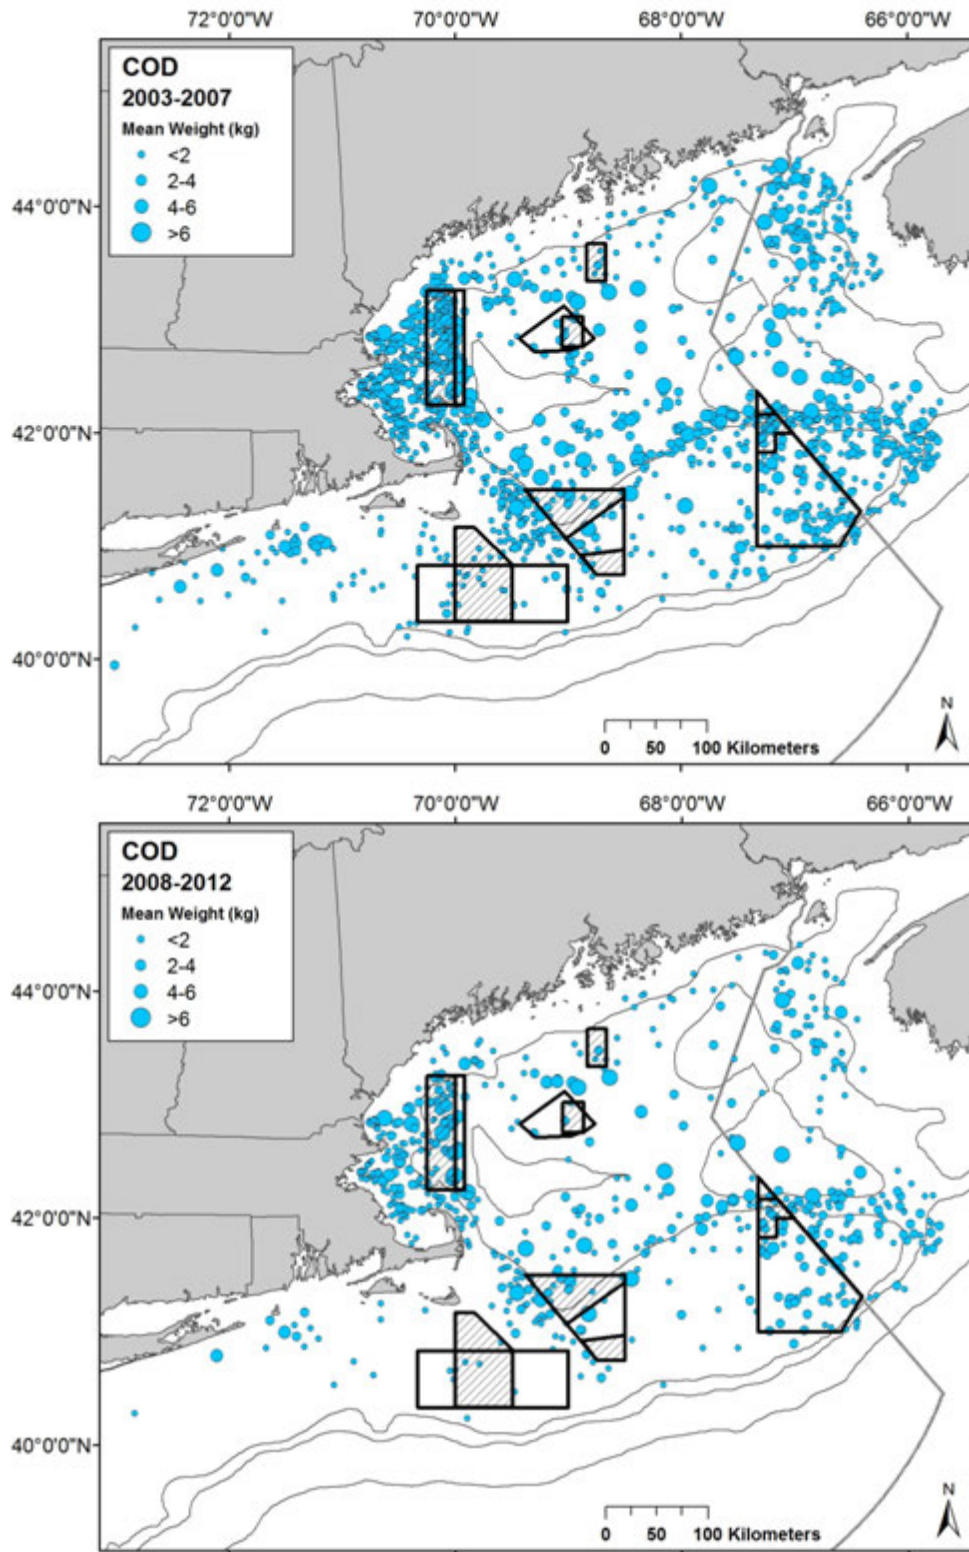 72°0'0"W 70°0'0"W 68°0'0"W 66°0'0"W
COD
2003-2007
Mean Weight (kg)
<2
2-4
4-6
>6
44°0'0"N
42°0'0"N
40°0'0"N
N
0 50 100 Kilometers
72°0'0"W 70°0'0"W 68°0'0"W 66°0'0"W
COD
2008-2012
Mean Weight (kg)
<2
2-4
4-6
>6
44°0'0"N
42°0'0"N
40°0'0"N
N
0 50 100 Kilometers